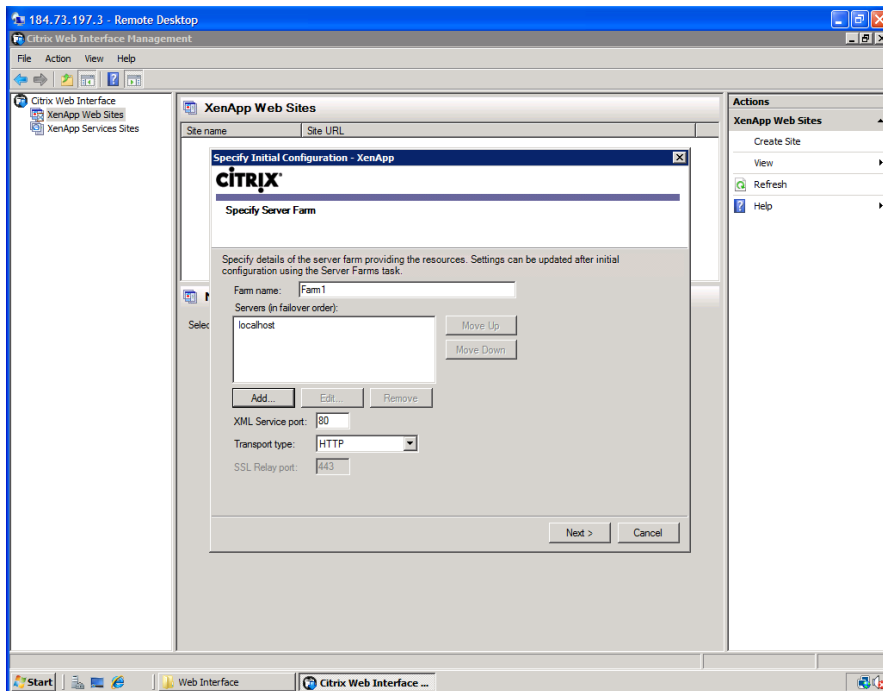 184.73.197.3 - Remote Desktop
Citrix Web Interface Management
File Action View Help
Citrix Web Interface
XenApp Web Sites
XenApp Services Sites
XenApp Web Sites
Site name Site URL
Specify Initial Configuration - XenApp
CITRIX
Specify Server Farm
Specify details of the server farm providing the resources. Settings can be updated after initial
configuration using the Server Farms task.
Farm name: Farm1
Servers (in failover order):
localhost
Move Up
Move Down
Add... Edit... Remove
XML Service port: 80
Transport type: HTTP
SSL Relay port: 443
Next > Cancel
Selec
Actions
XenApp Web Sites
Create Site
View
Refresh
Help
Start Web Interface Citrix Web Interface ...